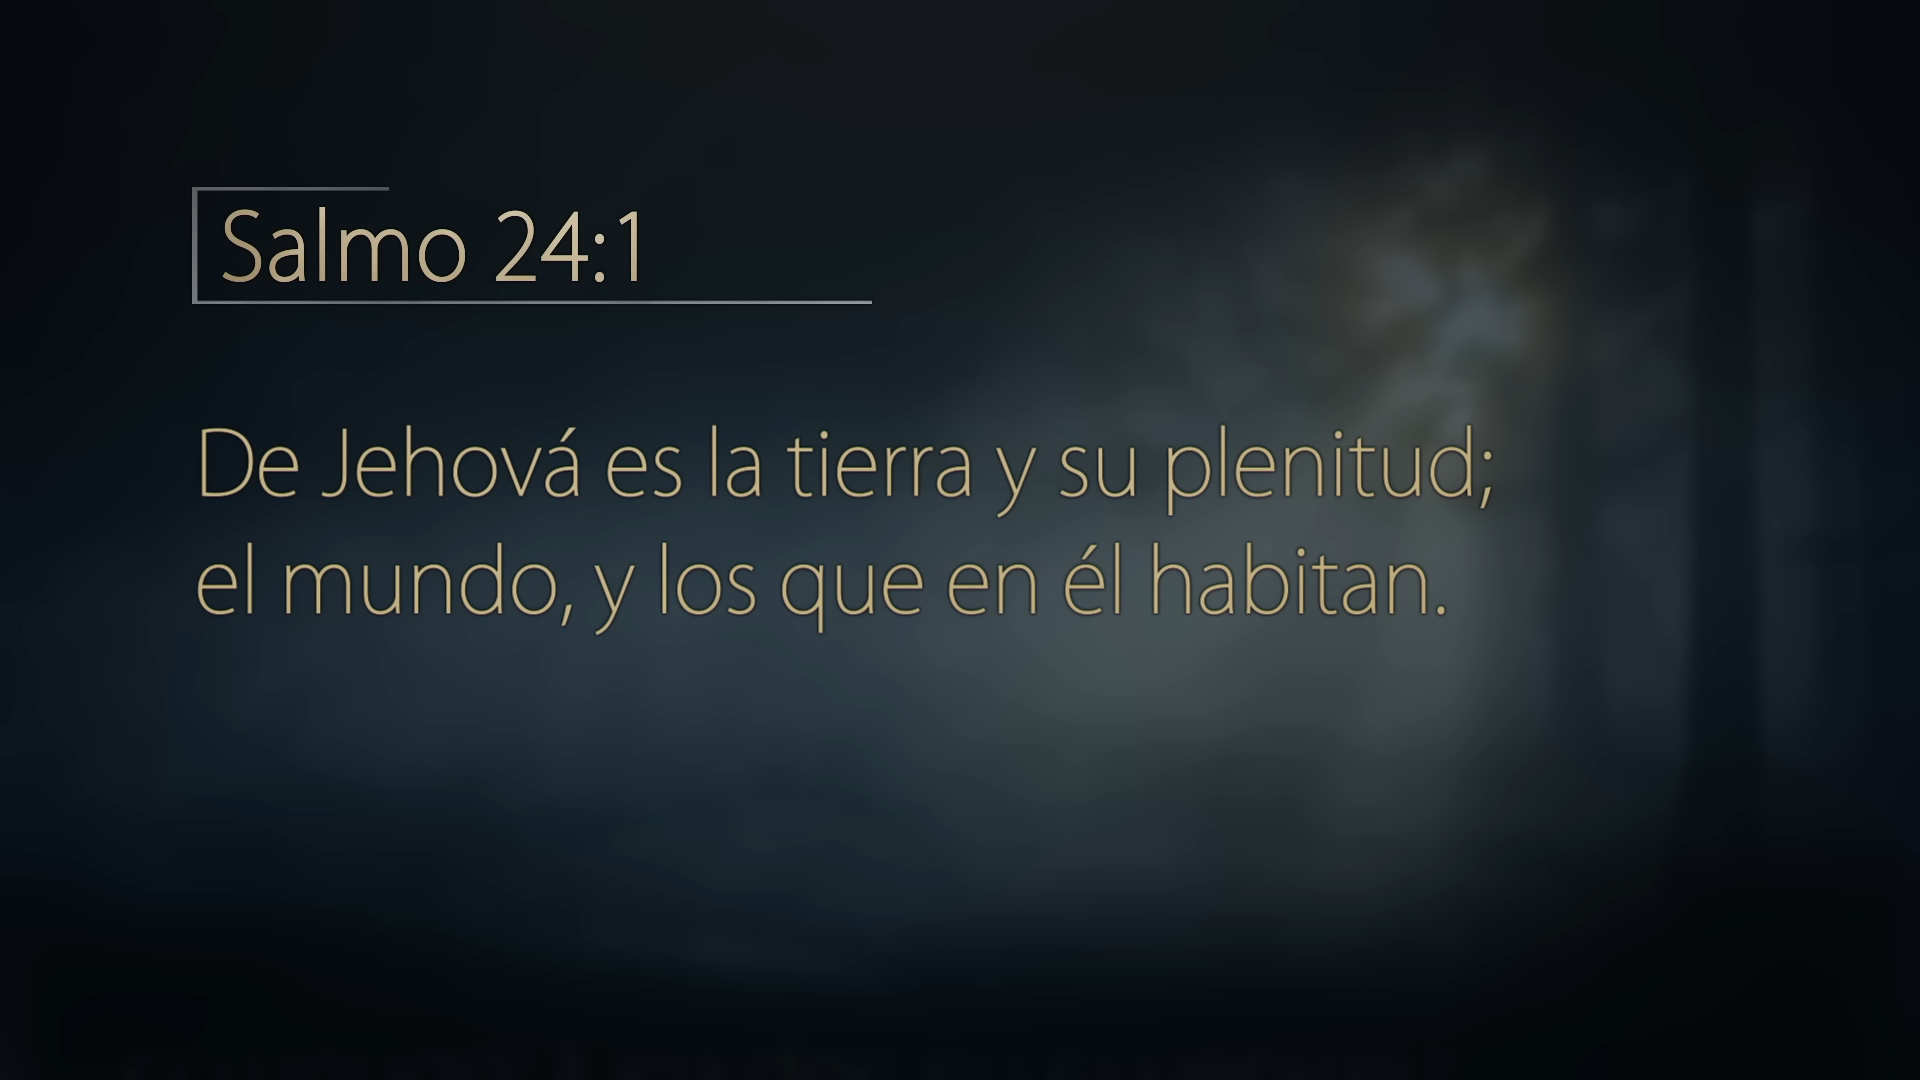 Salmo 24:1
De Jehová es la tierra y su plenitud;
el mundo, y los que en él habitan.